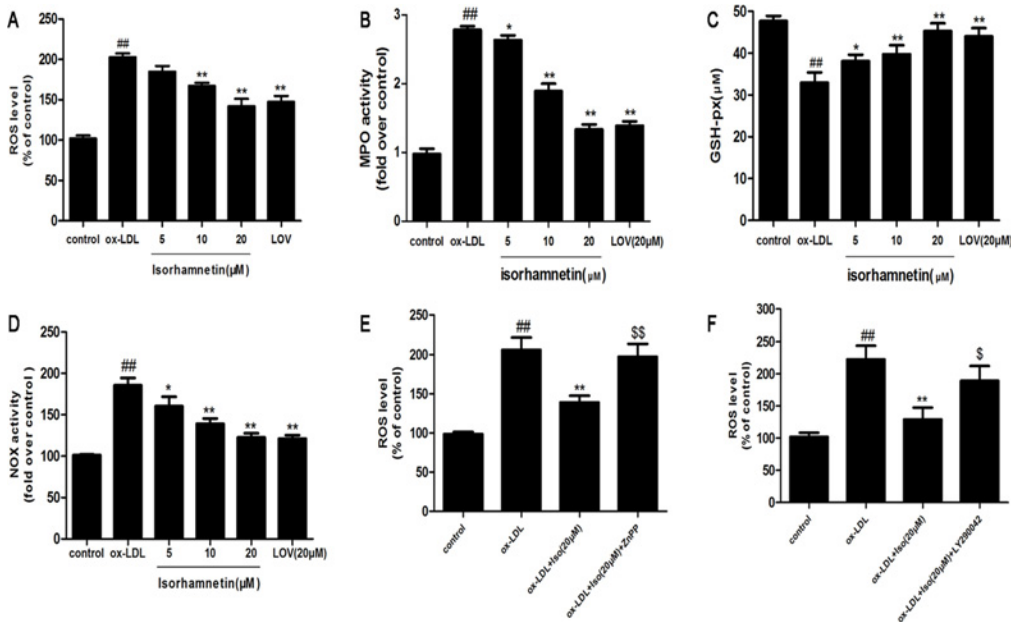 A
ROS level
(% of control)
250
200
150
100
50
0
##
**
**
**
control ox-LDL 5 10 20 LOV
Isorhamnetin(μM)
B
MPO activity
(fold over control)
3
2
1
0
##
*
**
**
**
control ox-LDL 5 10 20 LOV(20μM)
isorhamnetin(μM)
C
GSH-px(μM)
50
40
30
20
10
0
##
*
**
**
**
control ox-LDL 5 10 20 LOV(20μM)
isorhamnetin(μM)
D
NOX activity
(fold over control )
250
200
150
100
50
0
##
*
**
**
**
control ox-LDL 5 10 20 LOV(20μM)
Isorhamnetin(μM)
E
ROS level
(% of control)
250
200
150
100
50
0
##
**
$$
control
ox-LDL
ox-LDL+Iso(20μM)
ox-LDL+Iso(20μM)+ZnPP
F
ROS level
(% of control)
300
250
200
150
100
50
0
##
**
$
control
ox-LDL
ox-LDL+Iso(20μM)
ox-LDL+Iso(20μM)+LY290042